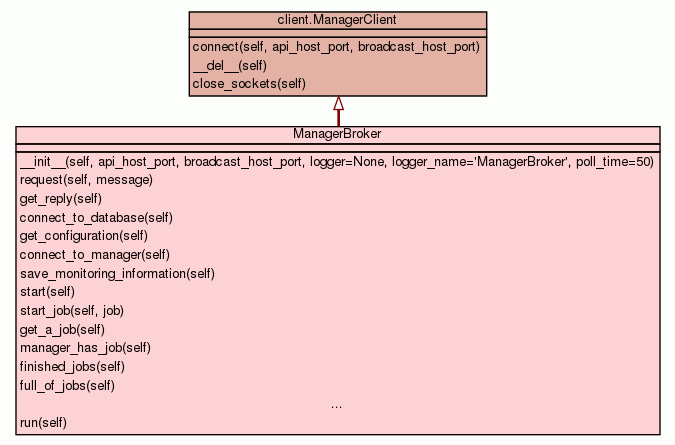 client.ManagerClient
connect(self, api_host_port, broadcast_host_port)
__del__(self)
close_sockets(self)
ManagerBroker
__init__(self, api_host_port, broadcast_host_port, logger=None, logger_name='ManagerBroker', poll_time=50)
request(self, message)
get_reply(self)
connect_to_database(self)
get_configuration(self)
connect_to_manager(self)
save_monitoring_information(self)
start(self)
start_job(self, job)
get_a_job(self)
manager_has_job(self)
finished_jobs(self)
full_of_jobs(self)
...
run(self)